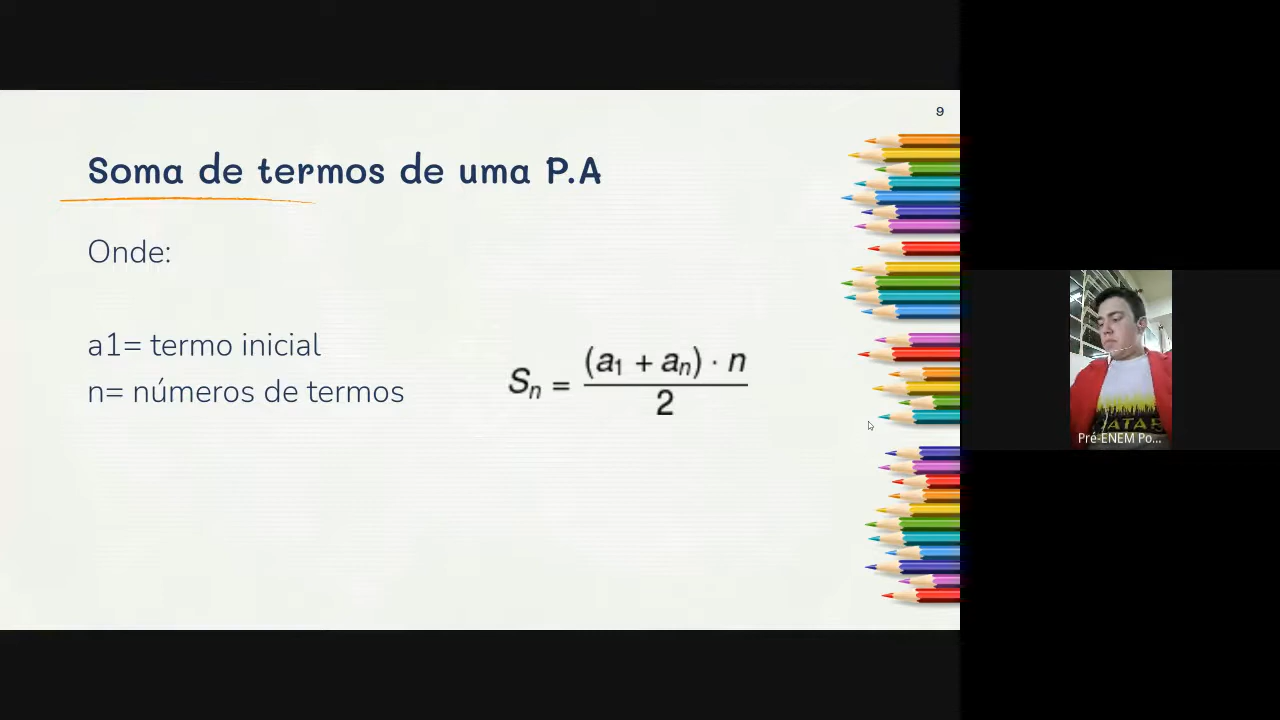 9
Soma de termos de uma P.A
Onde:
a1= termo inicial
n= números de termos
Sₙ = (a₁ + aₙ) · n / 2
ATAB
Pré-ENEM Po...